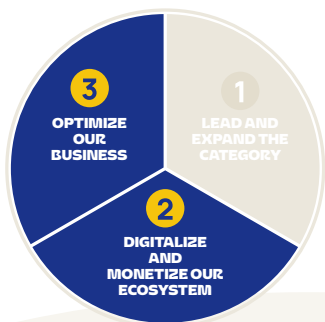 1
LEAD AND
EXPAND THE
CATEGORY
2
DIGITALIZE
AND
MONETIZE OUR
ECOSYSTEM
3
OPTIMIZE
OUR
BUSINESS